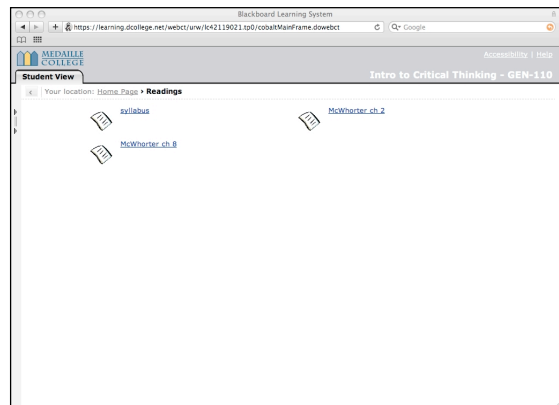 Blackboard Learning System
https://learning.dcollege.net/webct/urw/lc42119021.tp0/cobaltMainFrame.dowebct
Google
MEDAILLE
COLLEGE
Accessibility | Help
Student View
Intro to Critical Thinking - GEN-110
Your location: Home Page › Readings
syllabus
McWhorter ch 2
McWhorter ch 8